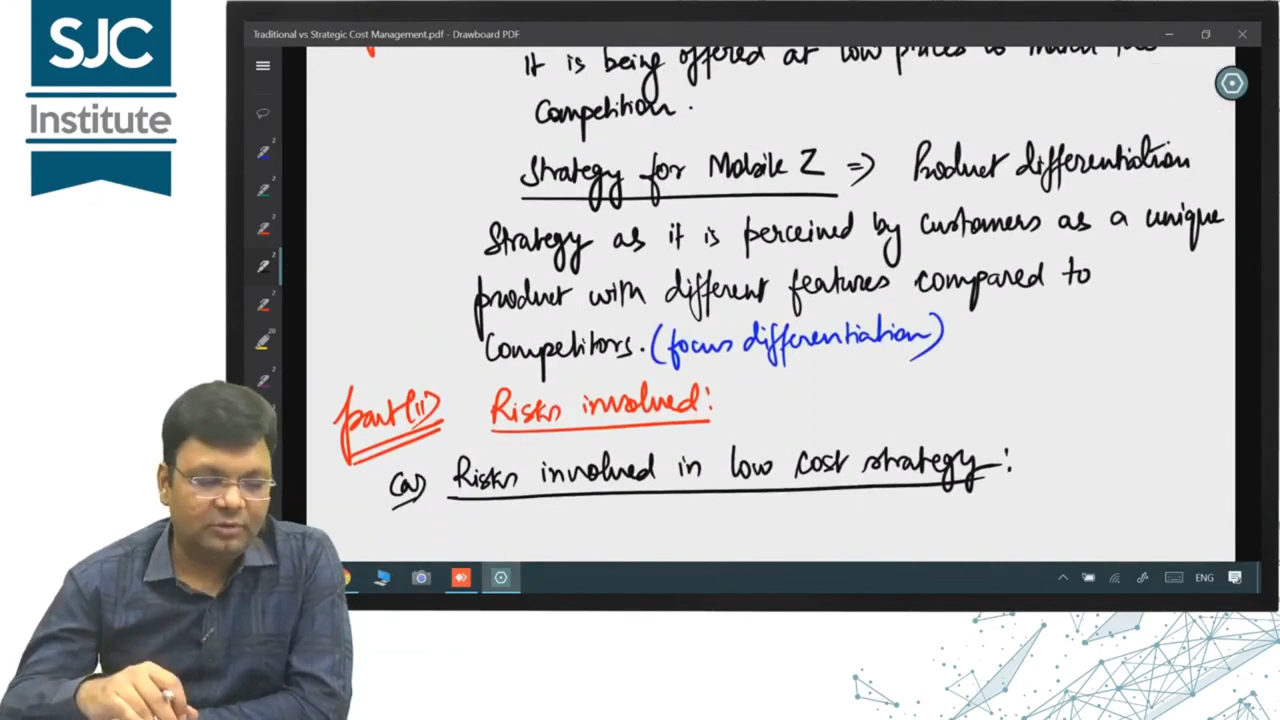 SJC
Institute
Traditional vs Strategic Cost Management.pdf - Drawboard PDF
It is being offered at low prices to match the
Competition.
Strategy for Mobile Z => Product differentiation
Strategy as it is perceived by customers as a unique
product with different features compared to
Competitors. (focus differentiation)
part (ii) Risks involved:
(a) Risks involved in low cost strategy:
ENG